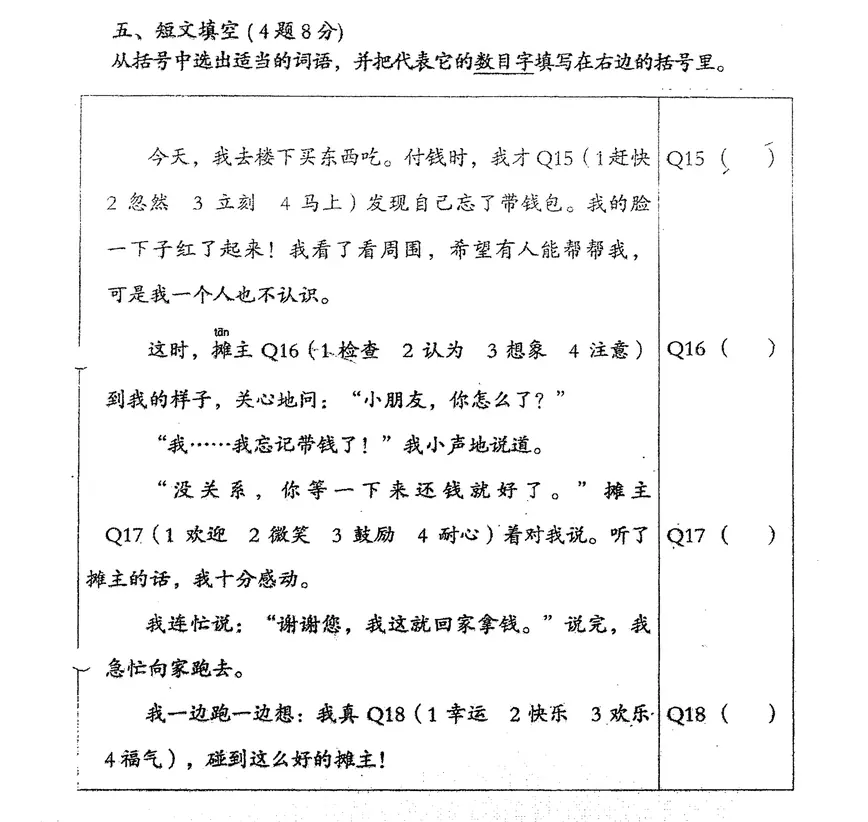 五、短文填空(4题8分)
从括号中选出适当的词语，并把代表它的数目字填写在右边的括号里。
今天，我去楼下买东西吃。付钱时，我才Q15(1赶快
2 忽然 3 立刻 4 马上)发现自己忘了带钱包。我的脸
一下子红了起来！我看了看周围，希望有人能帮帮我，
可是我一个人也不认识。
tān
这时，摊主Q16(1检查 2认为 3想象 4 注意)
到我的样子，关心地问：“小朋友，你怎么了？”
“我……我忘记带钱了！”我小声地说道。
“没关系，你等一下来还钱就好了。”摊主
Q17(1 欢迎 2 微笑 3 鼓励 4 耐心)着对我说。听了
摊主的话，我十分感动。
我连忙说：“谢谢您，我这就回家拿钱。”说完，我
急忙向家跑去。
我一边跑一边想：我真Q18(1幸运 2快乐 3欢乐
4福气)，碰到这么好的摊主！
Q15 ( )
Q16 ( )
Q17 ( )
Q18 ( )